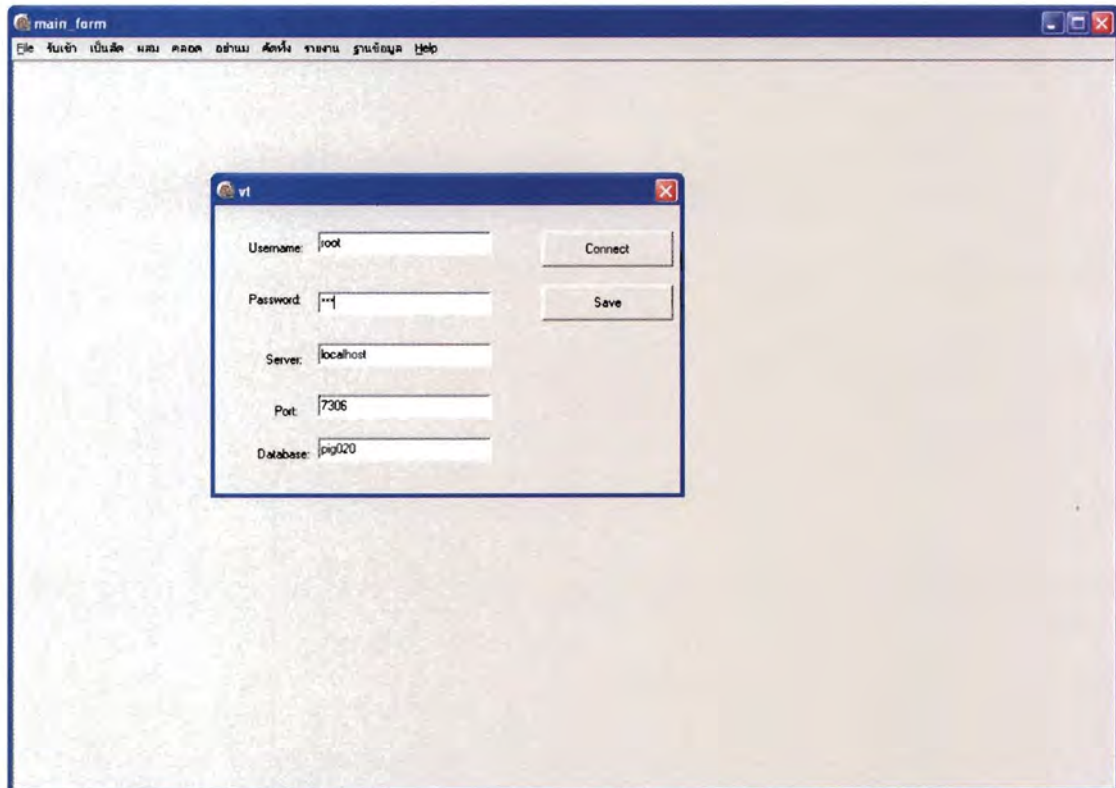 main_form
File รับเข้า เป็นสัด ผสม คลอด อย่านม คัดทิ้ง รายงาน ฐานข้อมูล Help
vt
Username: root Connect
Password: *** Save
Server: localhost
Port: 7306
Database: pig020